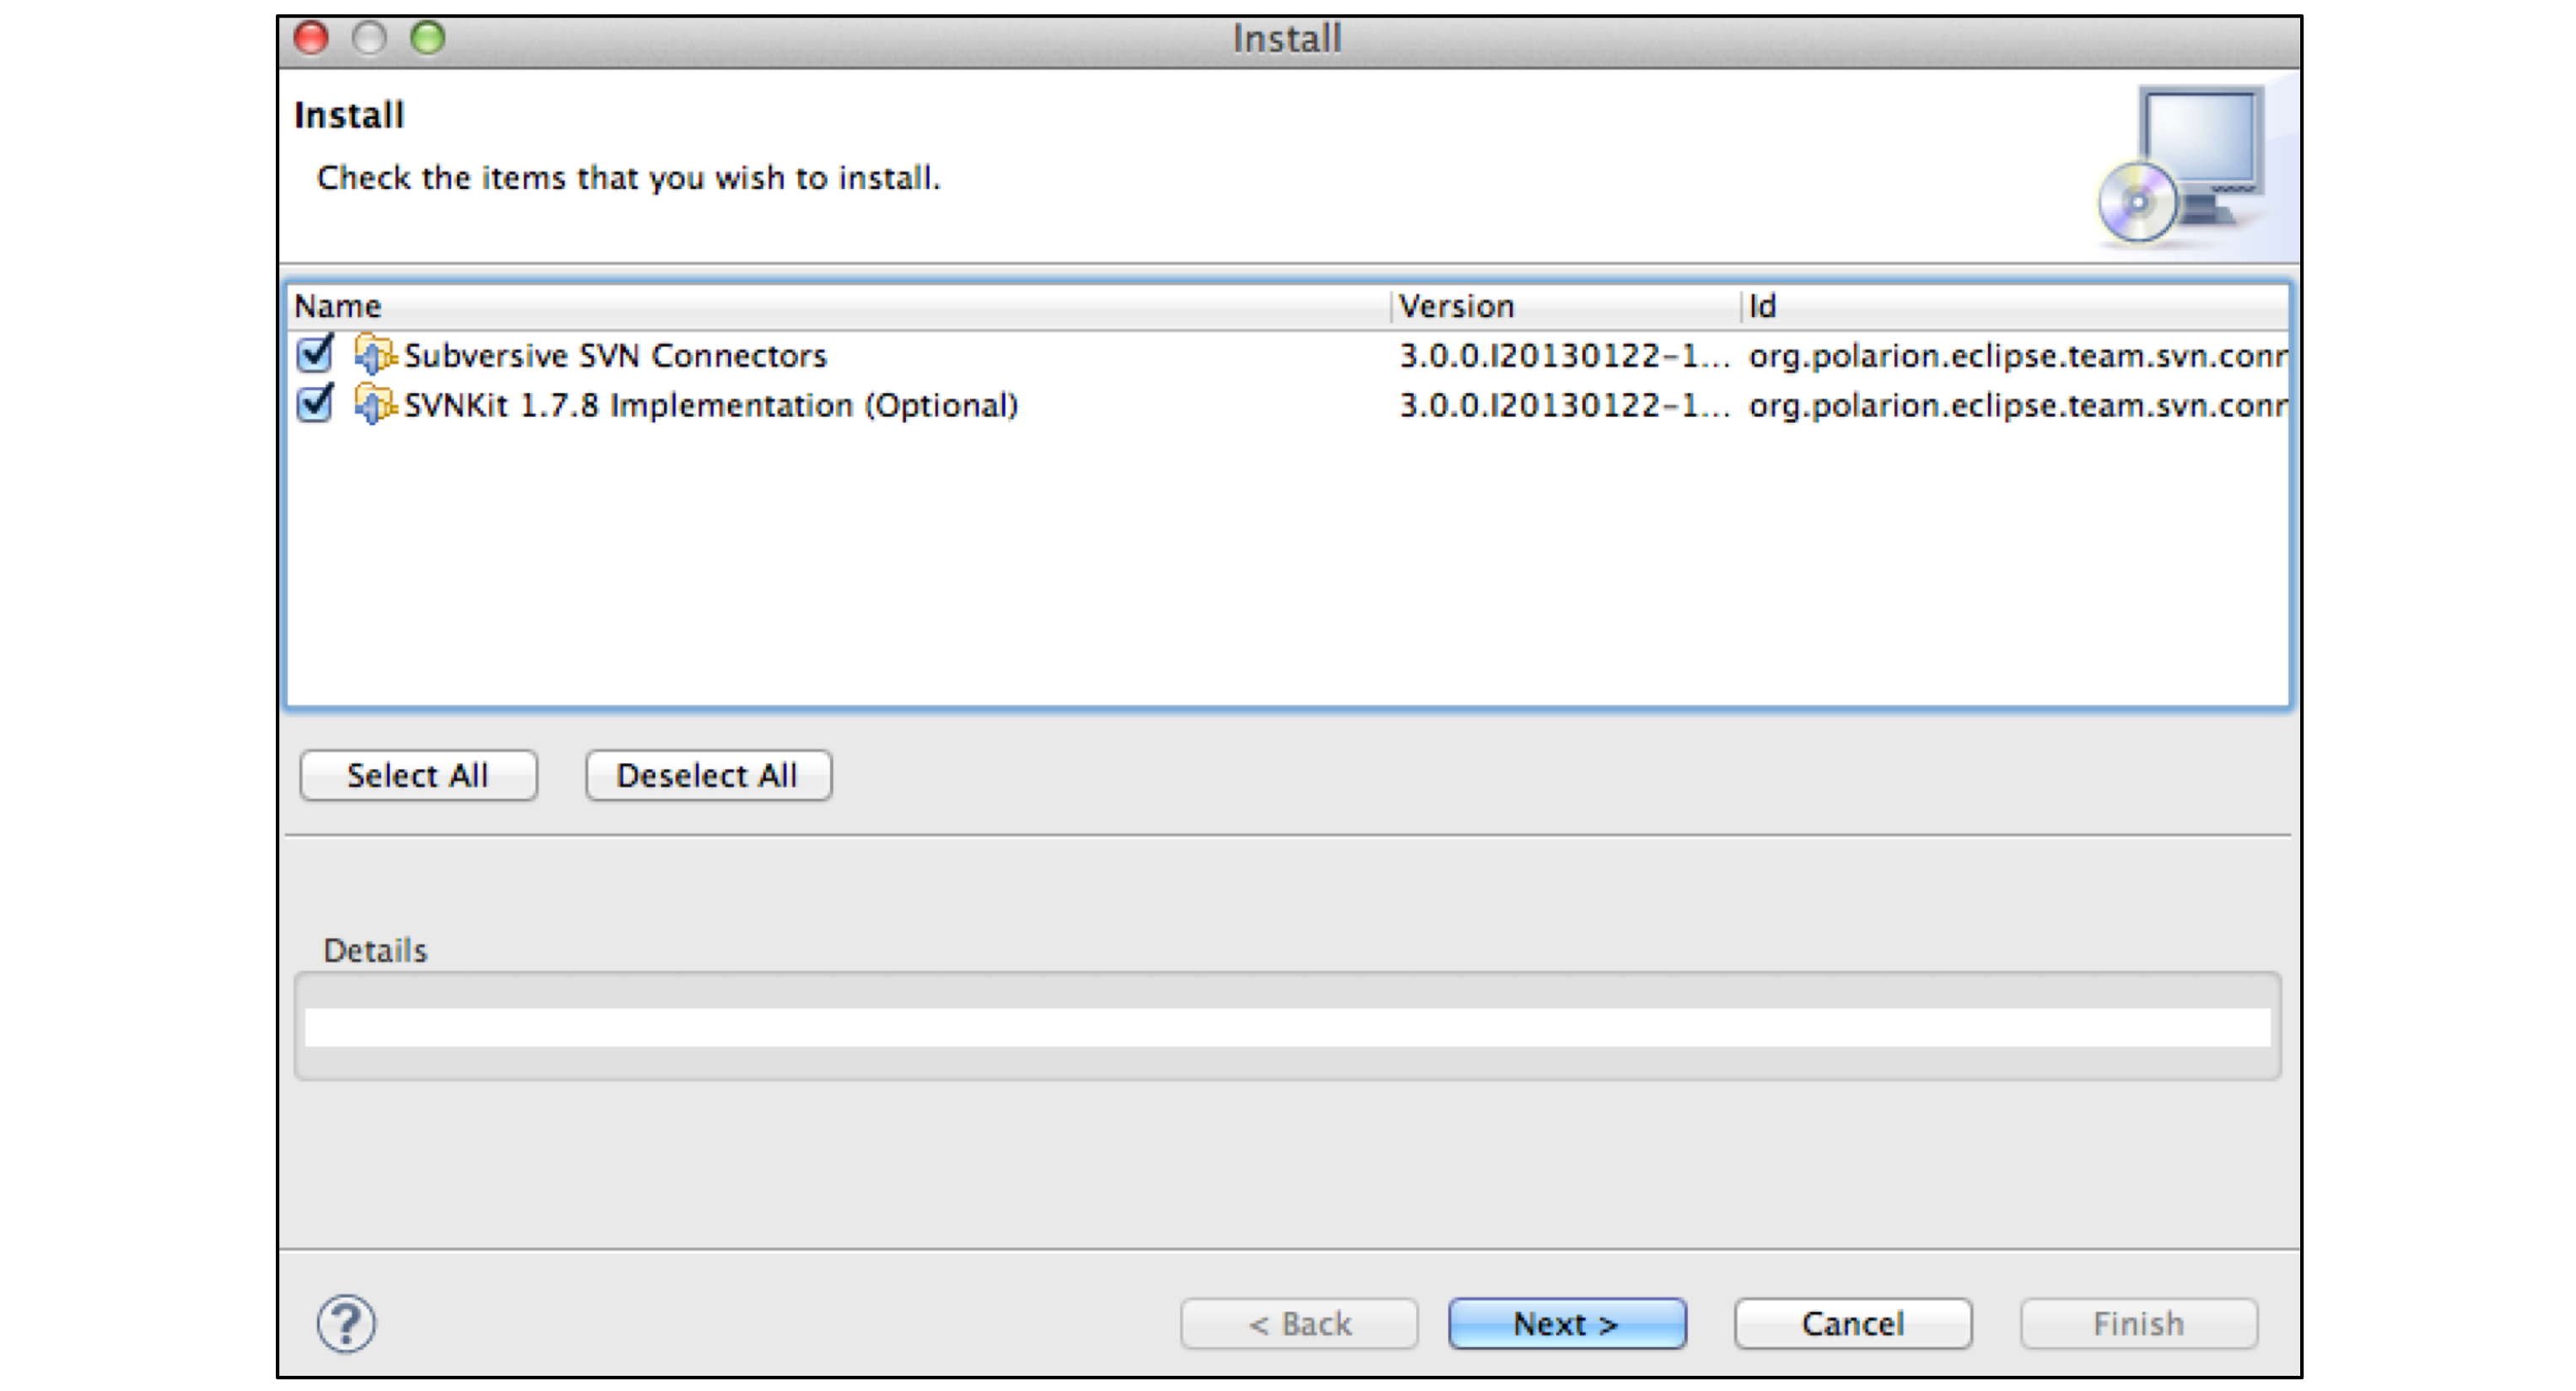 Install
Install
Check the items that you wish to install.
Name Version Id
Subversive SVN Connectors 3.0.0.I20130122-1... org.polarion.eclipse.team.svn.conr
SVNKit 1.7.8 Implementation (Optional) 3.0.0.I20130122-1... org.polarion.eclipse.team.svn.conr
Select All Deselect All
Details
? < Back Next > Cancel Finish